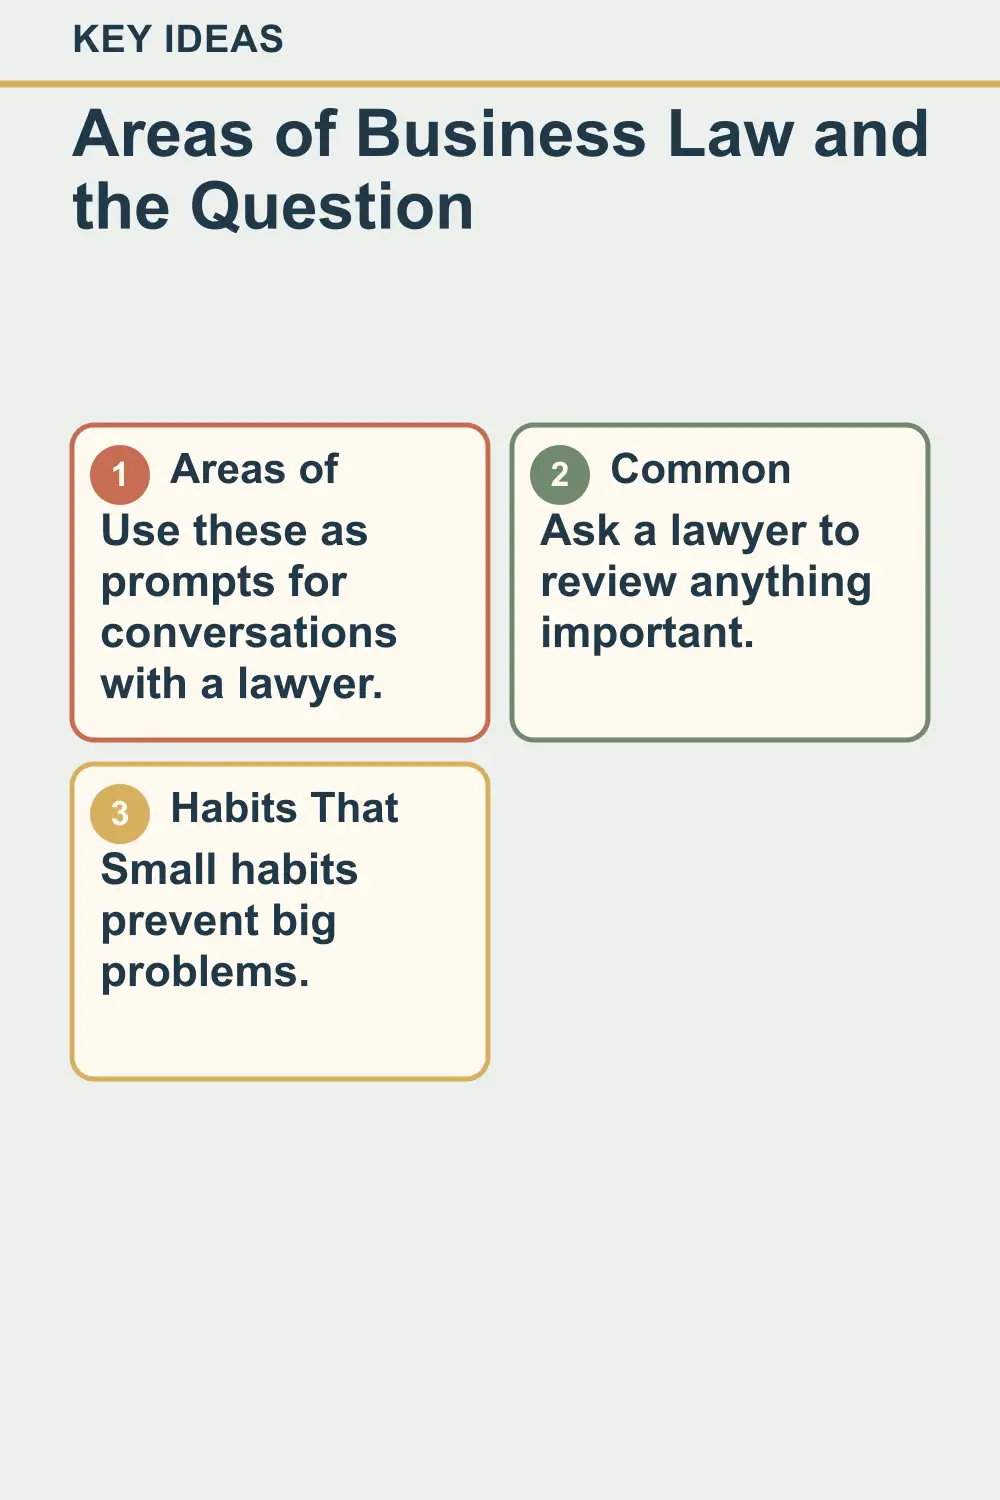 KEY IDEAS
Areas of Business Law and
the Question
1 Areas of
Use these as
prompts for
conversations
with a lawyer.
2 Common
Ask a lawyer to
review anything
important.
3 Habits That
Small habits
prevent big
problems.